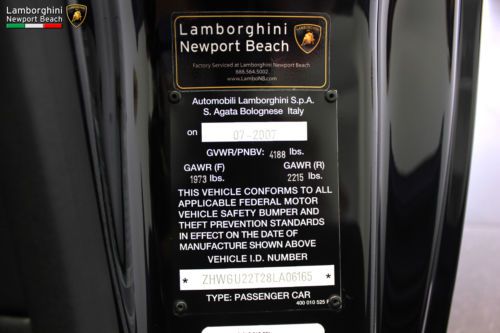 Lamborghini
Newport Beach
Lamborghini
Newport Beach
Factory Serviced at Lamborghini Newport Beach
888.564.5002
www.LamboNB.com
Automobili Lamborghini S.p.A.
S. Agata Bolognese Italy
on 07-2007
GVWR/PNBV: 4188 lbs.
GAWR (F) GAWR (R)
1973 lbs. 2215 lbs.
THIS VEHICLE CONFORMS TO ALL
APPLICABLE FEDERAL MOTOR
VEHICLE SAFETY BUMPER AND
THEFT PREVENTION STANDARDS
IN EFFECT ON THE DATE OF
MANUFACTURE SHOWN ABOVE
VEHICLE I.D. NUMBER
* ZHWGU22T28LA06165 *
TYPE: PASSENGER CAR
400 010 525 F